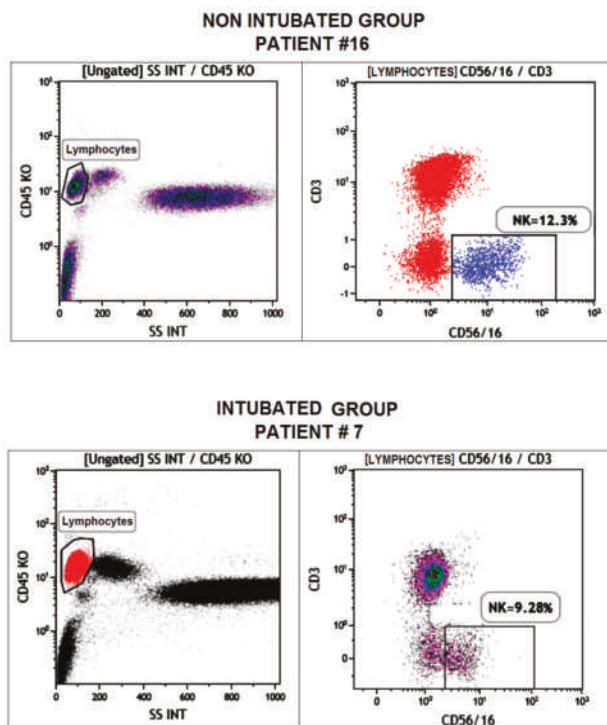 NON INTUBATED GROUP
PATIENT #16
[Ungated] SS INT / CD45 KO
10³
10²
10¹
10⁰
CD45 KO
Lymphocytes
0 200 400 600 800 1000
SS INT
[LYMPHOCYTES] CD56/16 / CD3
10³
10²
10¹
1
0
-1
CD3
NK=12.3%
0 10⁰ 10¹ 10² 10³
CD56/16
INTUBATED GROUP
PATIENT # 7
[Ungated] SS INT / CD45 KO
10³
10²
10¹
10⁰
CD45 KO
Lymphocytes
0 200 400 600 800 1000
SS INT
[LYMPHOCYTES] CD56/16 / CD3
10³
10²
10¹
10⁰
0
CD3
NK=9.28%
0 10⁰ 10¹ 10² 10³
CD56/16